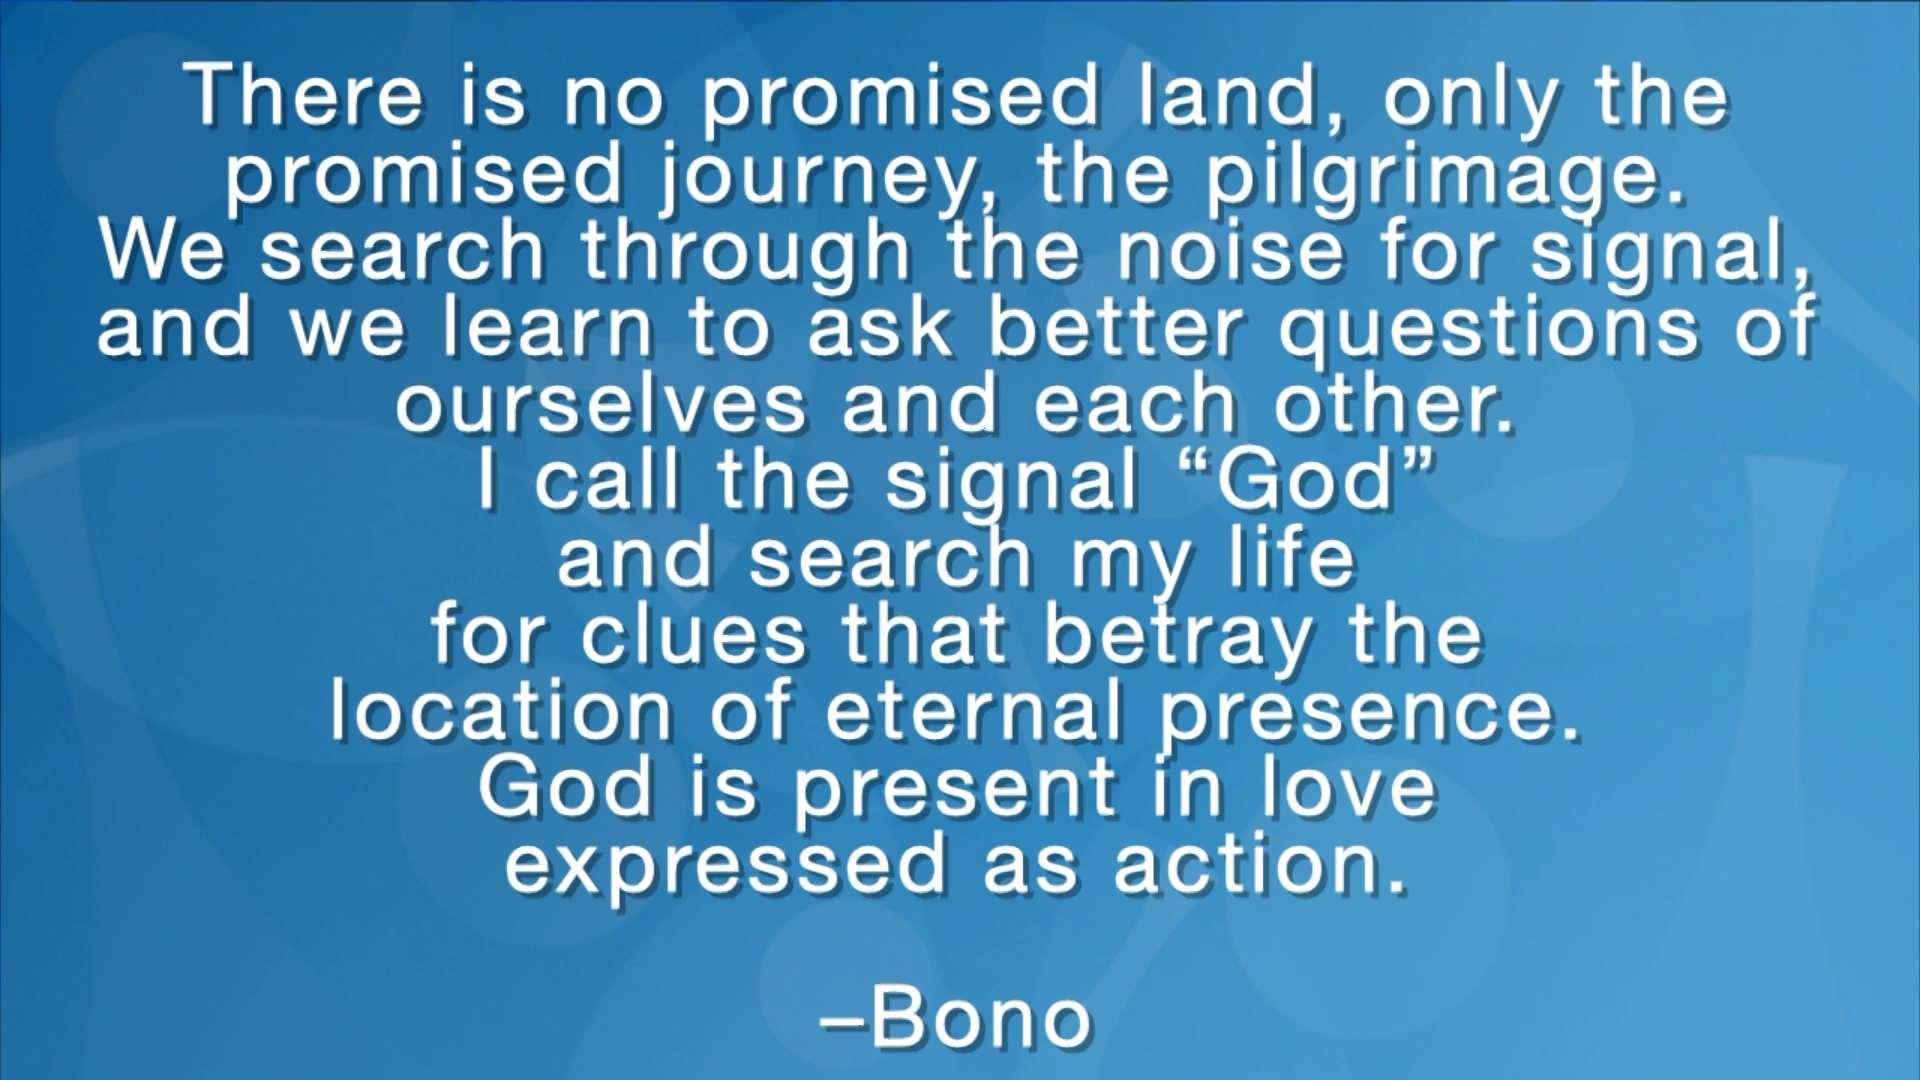 There is no promised land, only the
promised journey, the pilgrimage.
We search through the noise for signal,
and we learn to ask better questions of
ourselves and each other.
I call the signal “God”
and search my life
for clues that betray the
location of eternal presence.
God is present in love
expressed as action.
–Bono